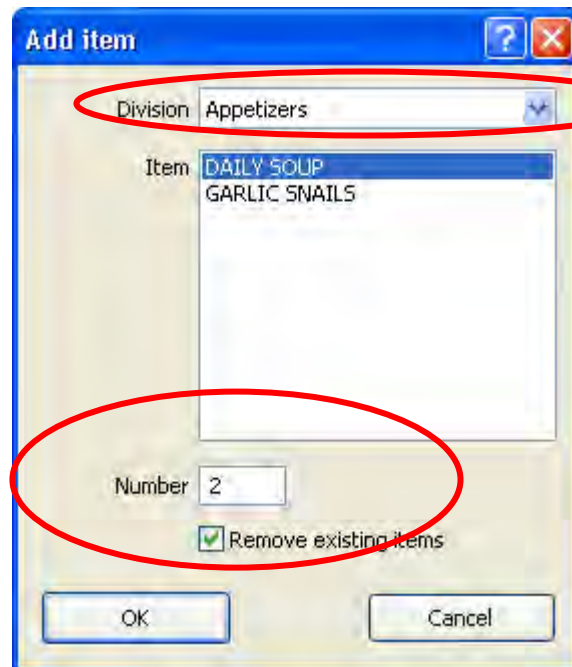 Add item
Division Appetizers
Item DAILY SOUP
GARLIC SNAILS
Number 2
Remove existing items
OK Cancel